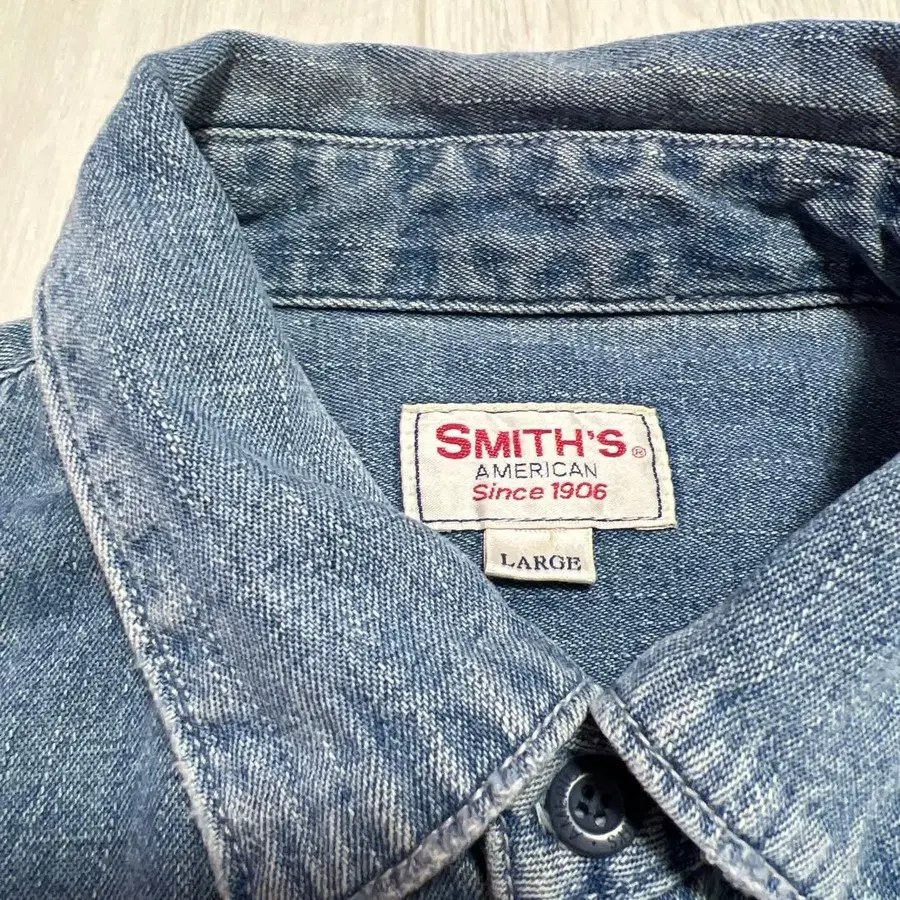 SMITH'S®
AMERICAN
Since 1906
LARGE